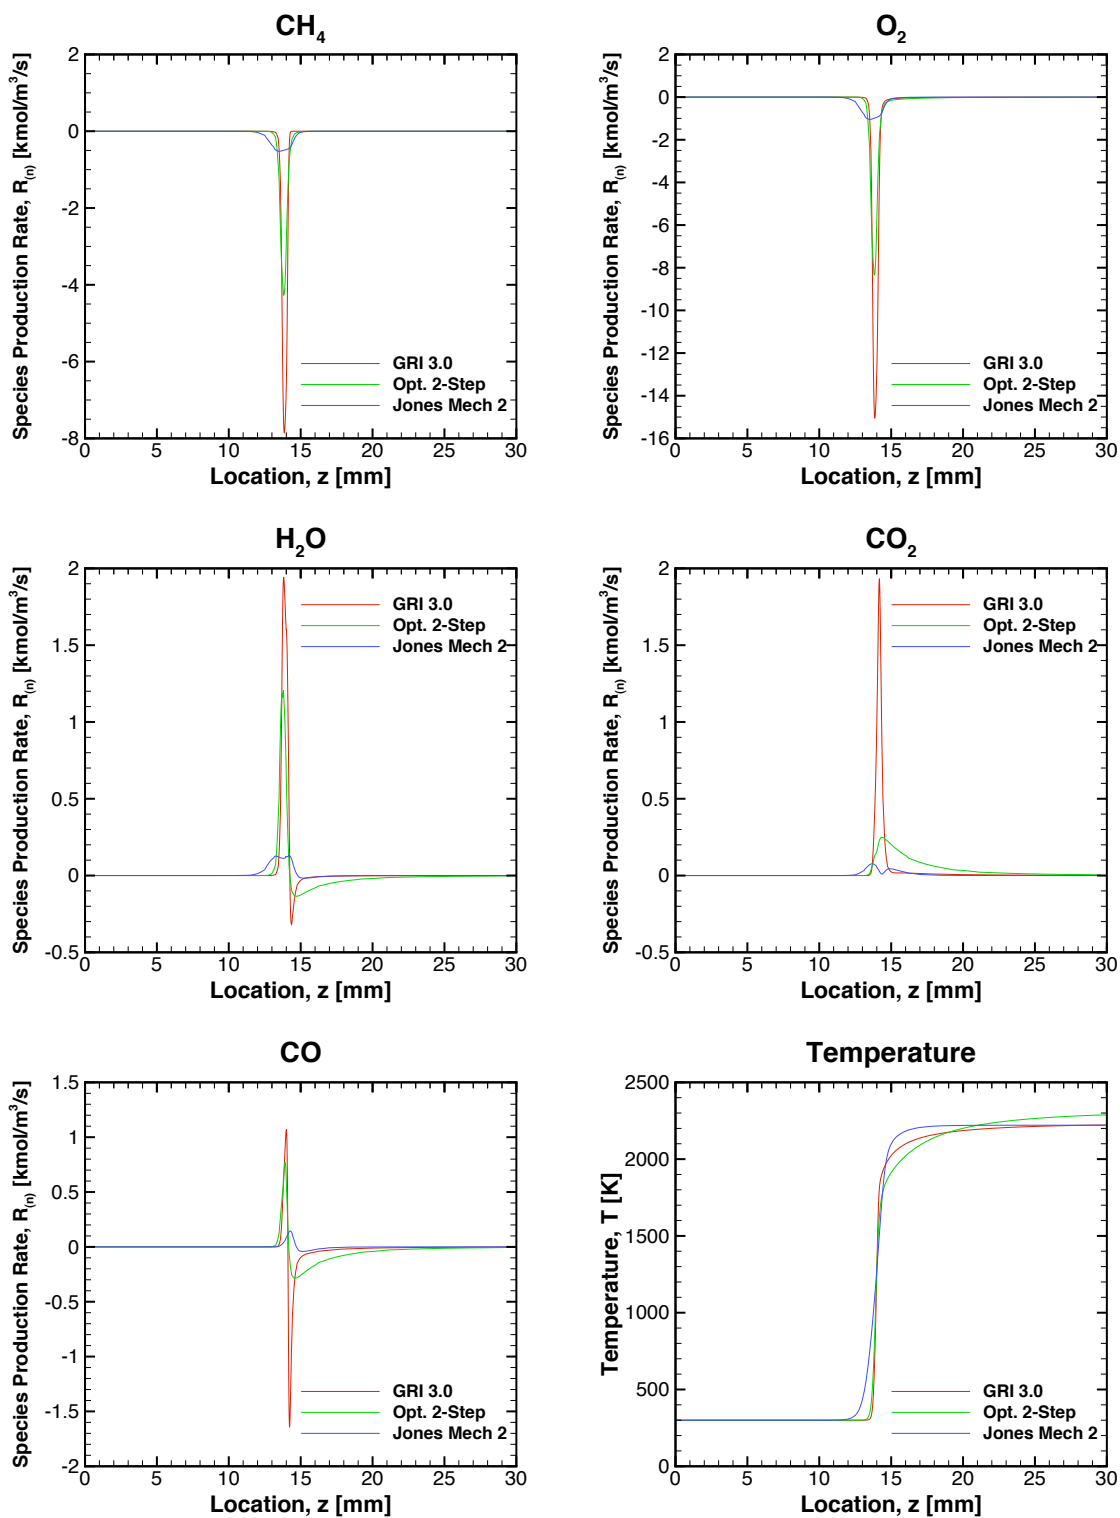 CH4
Species Production Rate, R(n) [kmol/m3/s]
2
0
-2
-4
-6
-8
GRI 3.0
Opt. 2-Step
Jones Mech 2
0 5 10 15 20 25 30
Location, z [mm]
O2
Species Production Rate, R(n) [kmol/m3/s]
2
0
-2
-4
-6
-8
-10
-12
-14
-16
GRI 3.0
Opt. 2-Step
Jones Mech 2
0 5 10 15 20 25 30
Location, z [mm]
H2O
Species Production Rate, R(n) [kmol/m3/s]
2
1.5
1
0.5
0
-0.5
GRI 3.0
Opt. 2-Step
Jones Mech 2
0 5 10 15 20 25 30
Location, z [mm]
CO2
Species Production Rate, R(n) [kmol/m3/s]
2
1.5
1
0.5
0
-0.5
GRI 3.0
Opt. 2-Step
Jones Mech 2
0 5 10 15 20 25 30
Location, z [mm]
CO
Species Production Rate, R(n) [kmol/m3/s]
1.5
1
0.5
0
-0.5
-1
-1.5
-2
GRI 3.0
Opt. 2-Step
Jones Mech 2
0 5 10 15 20 25 30
Location, z [mm]
Temperature
Temperature, T [K]
2500
2000
1500
1000
500
0
GRI 3.0
Opt. 2-Step
Jones Mech 2
0 5 10 15 20 25 30
Location, z [mm]